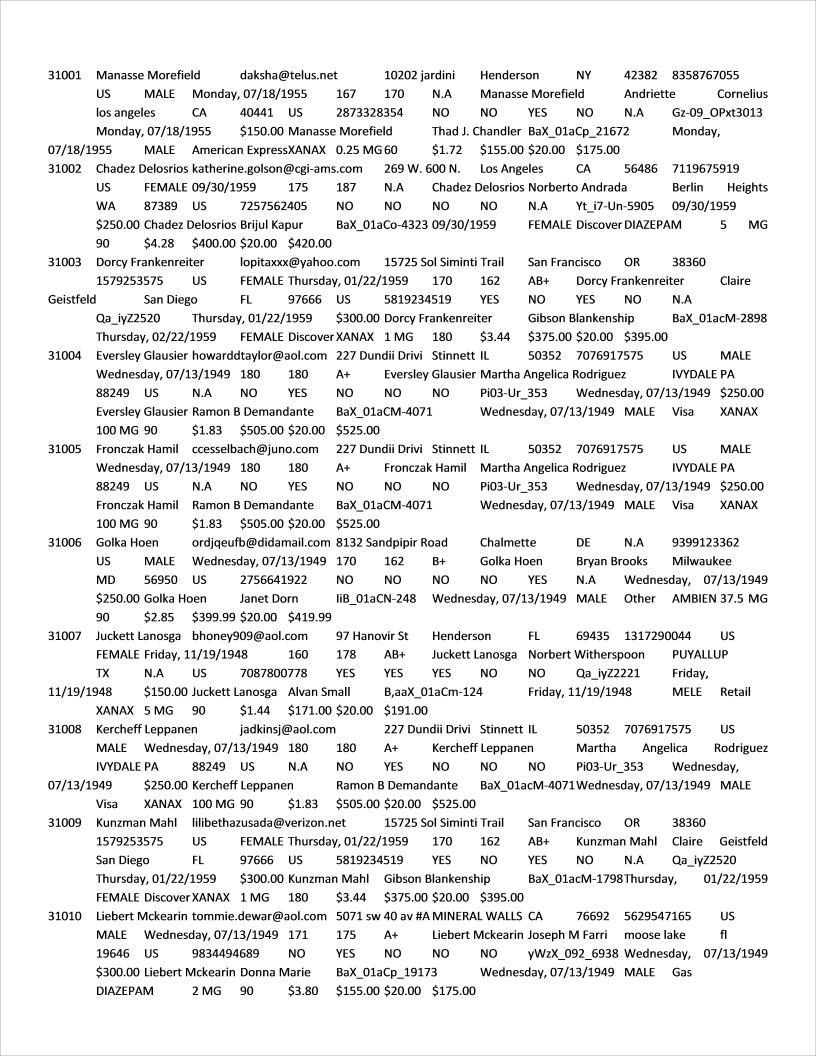 31001 Manasse Morefield daksha@telus.net 10202 jardini Henderson NY 42382 8358767055
US MALE Monday, 07/18/1955 167 170 N.A Manasse Morefield Andriette Cornelius
los angeles CA 40441 US 2873328354 NO NO YES NO N.A Gz-09_OPxt3013
Monday, 07/18/1955 $150.00 Manasse Morefield Thad J. Chandler BaX_01aCp_21672 Monday,
07/18/1955 MALE American ExpressXANAX 0.25 MG 60 $1.72 $155.00 $20.00 $175.00
31002 Chadez Delosrios katherine.golson@cgi-ams.com 269 W. 600 N. Los Angeles CA 56486 7119675919
US FEMALE 09/30/1959 175 187 N.A Chadez Delosrios Norberto Andrada Berlin Heights
WA 87389 US 7257562405 NO NO NO NO N.A Yt_i7-Un-5905 09/30/1959
$250.00 Chadez Delosrios Brijul Kapur BaX_01aCo-4323 09/30/1959 FEMALE Discover DIAZEPAM 5 MG
90 $4.28 $400.00 $20.00 $420.00
31003 Dorcy Frankenreiter lopitaxxx@yahoo.com 15725 Sol Siminti Trail San Francisco OR 38360
1579253575 US FEMALE Thursday, 01/22/1959 170 162 AB+ Dorcy Frankenreiter Claire
Geistfeld San Diego FL 97666 US 5819234519 YES NO YES NO N.A
Qa_iyZ2520 Thursday, 01/22/1959 $300.00 Dorcy Frankenreiter Gibson Blankenship BaX_01acM-2898
Thursday, 02/22/1959 FEMALE Discover XANAX 1 MG 180 $3.44 $375.00 $20.00 $395.00
31004 Eversley Glausier howarddtaylor@aol.com 227 Dundii Drivi Stinnett IL 50352 7076917575 US MALE
Wednesday, 07/13/1949 180 180 A+ Eversley Glausier Martha Angelica Rodriguez IVYDALE PA
88249 US N.A NO YES NO NO NO Pi03-Ur_353 Wednesday, 07/13/1949 $250.00
Eversley Glausier Ramon B Demandante BaX_01aCM-4071 Wednesday, 07/13/1949 MALE Visa XANAX
100 MG 90 $1.83 $505.00 $20.00 $525.00
31005 Fronczak Hamil ccesselbach@juno.com 227 Dundii Drivi Stinnett IL 50352 7076917575 US MALE
Wednesday, 07/13/1949 180 180 A+ Fronczak Hamil Martha Angelica Rodriguez IVYDALE PA
88249 US N.A NO YES NO NO NO Pi03-Ur_353 Wednesday, 07/13/1949 $250.00
Fronczak Hamil Ramon B Demandante BaX_01aCM-4071 Wednesday, 07/13/1949 MALE Visa XANAX
100 MG 90 $1.83 $505.00 $20.00 $525.00
31006 Golka Hoen ordjqeufb@didamail.com 8132 Sandpipir Road Chalmette DE N.A 9399123362
US MALE Wednesday, 07/13/1949 170 162 B+ Golka Hoen Bryan Brooks Milwaukee
MD 56950 US 2756641922 NO NO NO NO YES N.A Wednesday, 07/13/1949
$250.00 Golka Hoen Janet Dorn IiB_01aCN-248 Wednesday, 07/13/1949 MALE Other AMBIEN 37.5 MG
90 $2.85 $399.99 $20.00 $419.99
31007 Juckett Lanosga bhoney909@aol.com 97 Hanovir St Henderson FL 69435 1317290044 US
FEMALE Friday, 11/19/1948 160 178 AB+ Juckett Lanosga Norbert Witherspoon PUYALLUP
TX N.A US 7087800778 YES YES YES NO NO Qa_iyZ2221 Friday,
11/19/1948 $150.00 Juckett Lanosga Alvan Small B,aaX_01aCm-124 Friday, 11/19/1948 MELE Retail
XANAX 5 MG 90 $1.44 $171.00 $20.00 $191.00
31008 Kercheff Leppanen jadkinsj@aol.com 227 Dundii Drivi Stinnett IL 50352 7076917575 US
MALE Wednesday, 07/13/1949 180 180 A+ Kercheff Leppanen Martha Angelica Rodriguez
IVYDALE PA 88249 US N.A NO YES NO NO NO Pi03-Ur_353 Wednesday,
07/13/1949 $250.00 Kercheff Leppanen Ramon B Demandante BaX_01acM-4071 Wednesday, 07/13/1949 MALE
Visa XANAX 100 MG 90 $1.83 $505.00 $20.00 $525.00
31009 Kunzman Mahl lilibethazusada@verizon.net 15725 Sol Siminti Trail San Francisco OR 38360
1579253575 US FEMALE Thursday, 01/22/1959 170 162 AB+ Kunzman Mahl Claire Geistfeld
San Diego FL 97666 US 5819234519 YES NO YES NO N.A Qa_iyZ2520
Thursday, 01/22/1959 $300.00 Kunzman Mahl Gibson Blankenship BaX_01acM-1798Thursday, 01/22/1959
FEMALE Discover XANAX 1 MG 180 $3.44 $375.00 $20.00 $395.00
31010 Liebert Mckearin tommie.dewar@aol.com 5071 sw 40 av #A MINERAL WALLS CA 76692 5629547165 US
MALE Wednesday, 07/13/1949 171 175 A+ Liebert Mckearin Joseph M Farri moose lake fl
19646 US 9834494689 NO YES NO NO NO yWzX_092_6938 Wednesday, 07/13/1949
$300.00 Liebert Mckearin Donna Marie BaX_01aCp_19173 Wednesday, 07/13/1949 MALE Gas
DIAZEPAM 2 MG 90 $3.80 $155.00 $20.00 $175.00